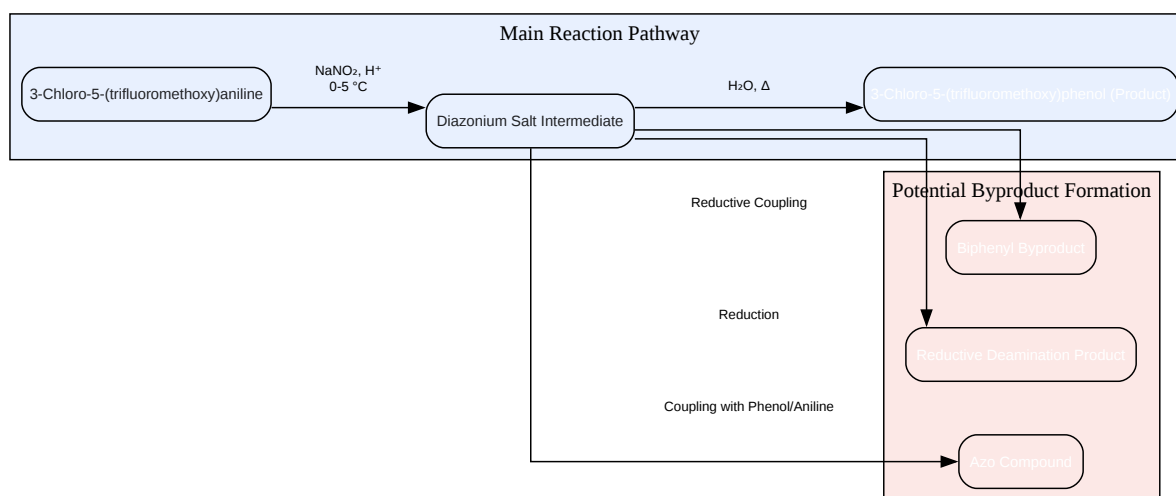 Main Reaction Pathway
3-Chloro-5-(trifluoromethoxy)aniline
NaNO₂, H⁺
0-5 °C
Diazonium Salt Intermediate
H₂O, Δ
3-Chloro-5-(trifluoromethoxy)phenol (Product)
Potential Byproduct Formation
Reductive Coupling
Biphenyl Byproduct
Reduction
Reductive Deamination Product
Coupling with Phenol/Aniline
Azo Compound